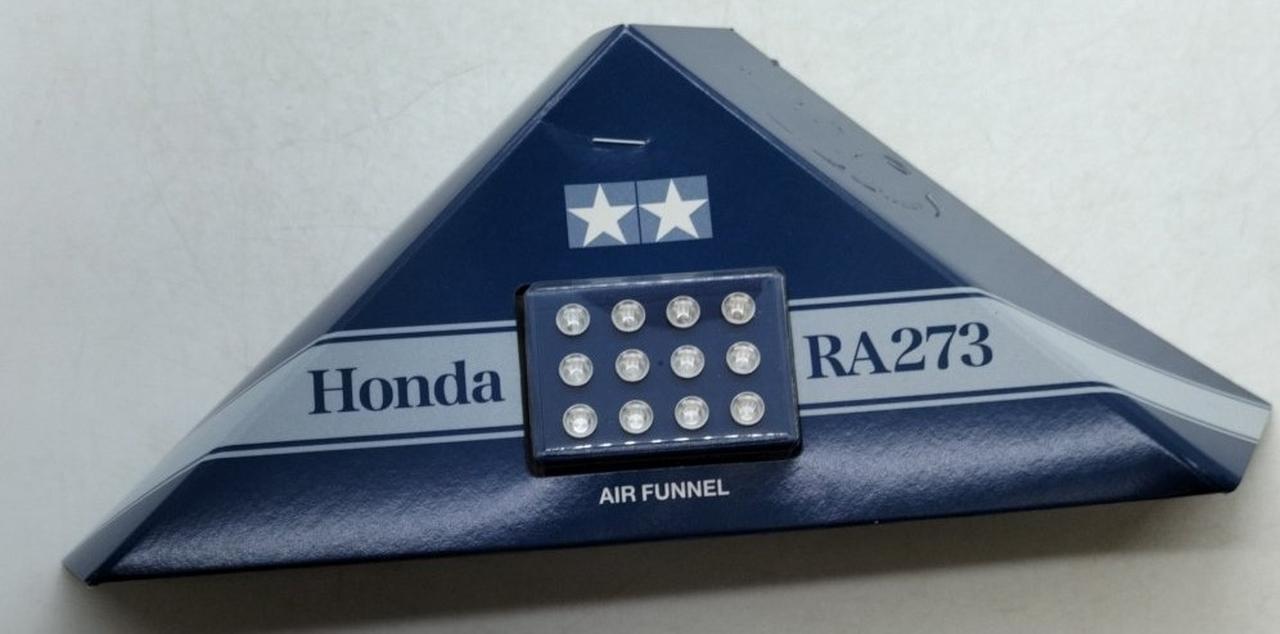 Honda RA273
AIR FUNNEL